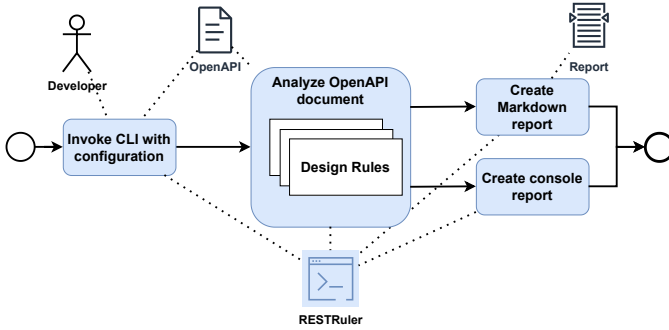 Developer
OpenAPI
Report
Invoke CLI with
configuration
Analyze OpenAPI
document
Design Rules
Create
Markdown
report
Create console
report
RESTRuler